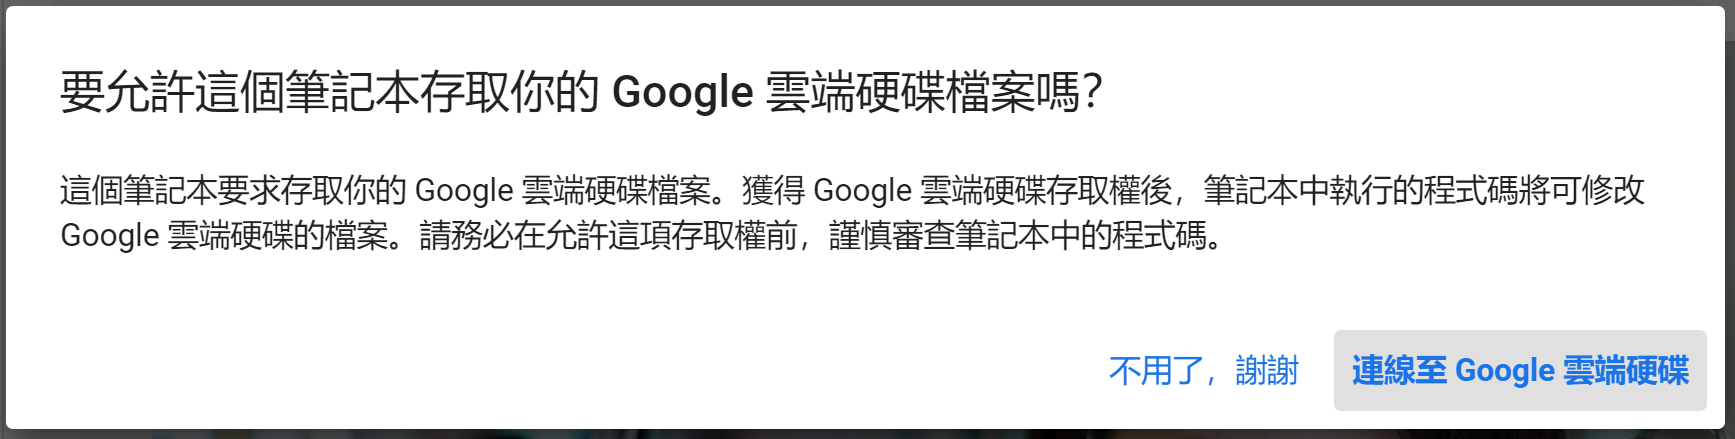 要允許這個筆記本存取你的 Google 雲端硬碟檔案嗎？
這個筆記本要求存取你的 Google 雲端硬碟檔案。獲得 Google 雲端硬碟存取權後，筆記本中執行的程式碼將可修改
Google 雲端硬碟的檔案。請務必在允許這項存取權前，謹慎審查筆記本中的程式碼。
不用了，謝謝
連線至 Google 雲端硬碟